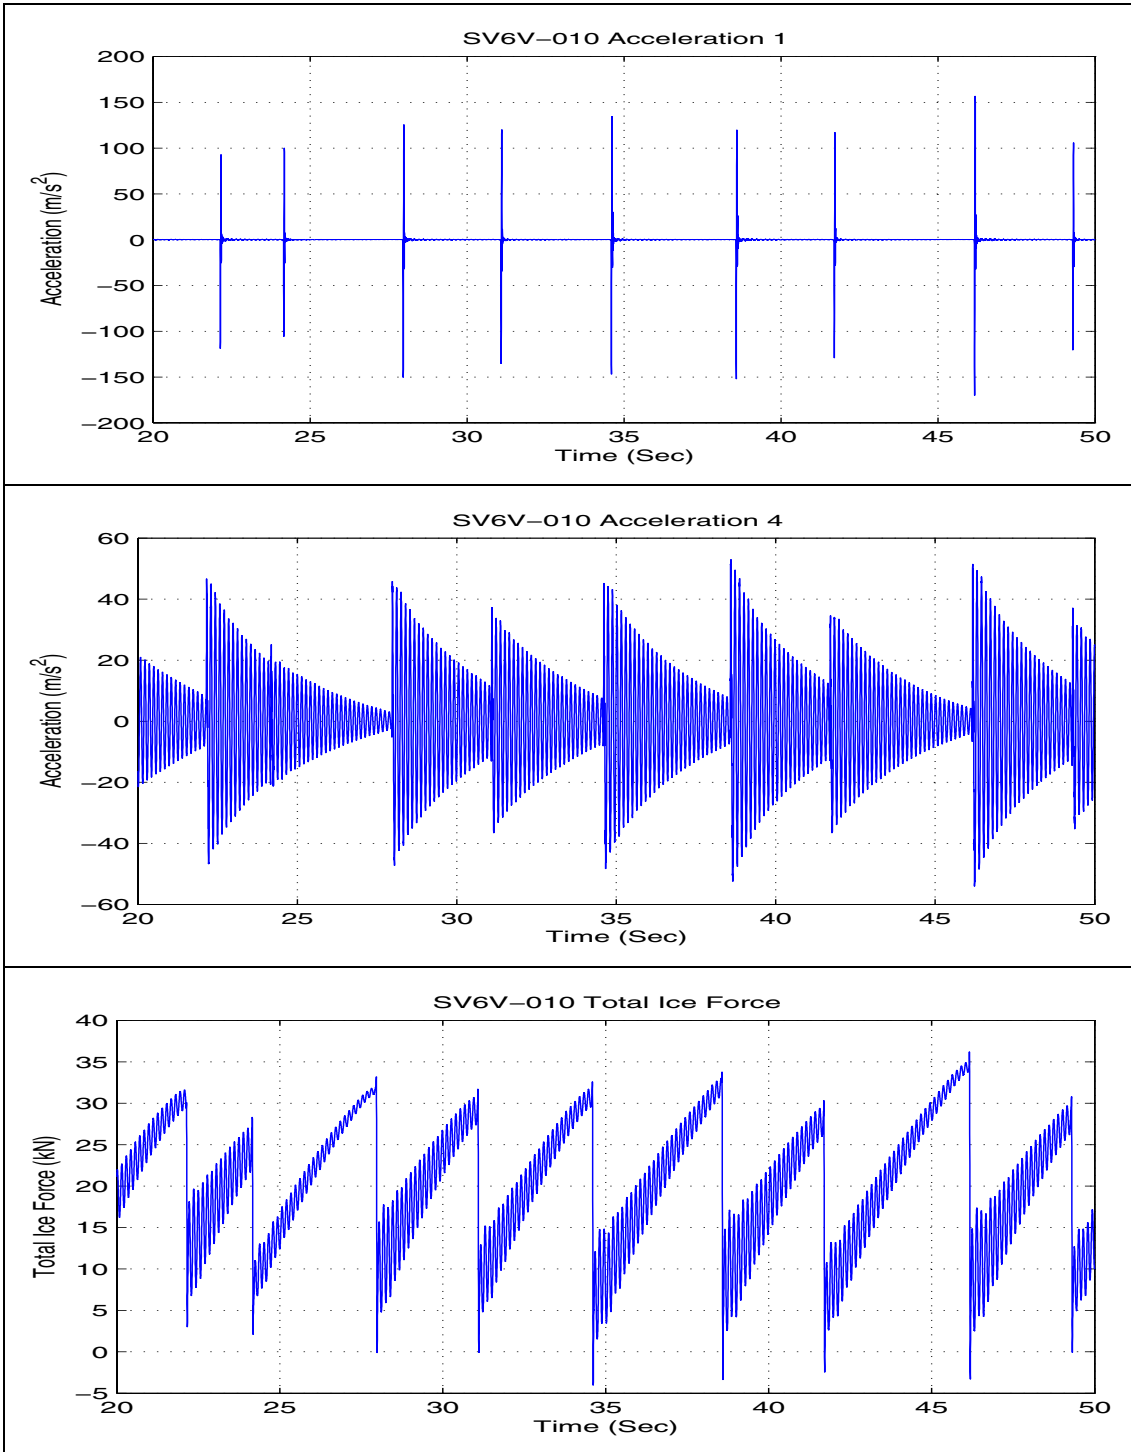 SV6V−010 Acceleration 1
200
150
100
50
0
−50
−100
−150
−200
Acceleration (m/s2)
20 25 30 35 40 45 50
Time (Sec)
SV6V−010 Acceleration 4
60
40
20
0
−20
−40
−60
Acceleration (m/s2)
20 25 30 35 40 45 50
Time (Sec)
SV6V−010 Total Ice Force
40
35
30
25
20
15
10
5
0
−5
Total Ice Force (kN)
20 25 30 35 40 45 50
Time (Sec)